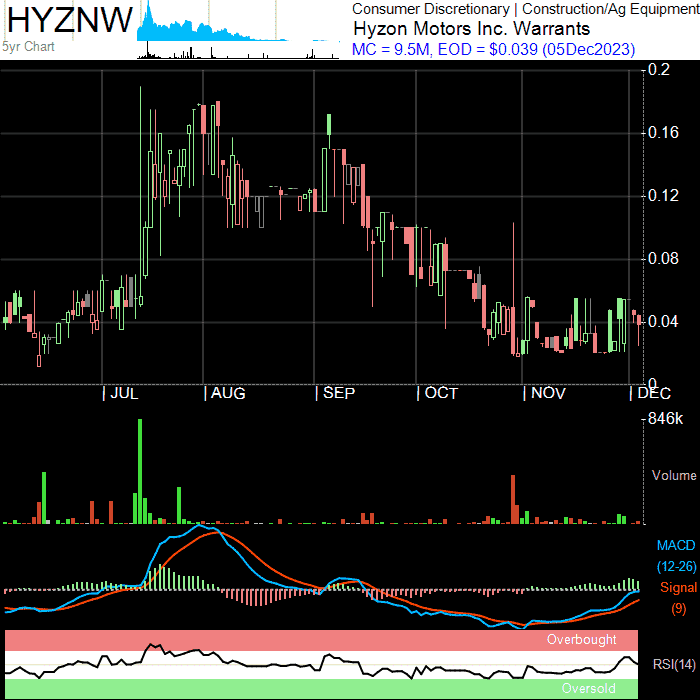 HYZNW
5yr Chart
Consumer Discretionary | Construction/Ag Equipment
Hyzon Motors Inc. Warrants
MC = 9.5M, EOD = $0.039 (05Dec2023)
0.2
0.16
0.12
0.08
0.04
0
JUL AUG SEP OCT NOV DEC
846k
Volume
MACD
(12-26)
Signal
(9)
Overbought
RSI(14)
Oversold